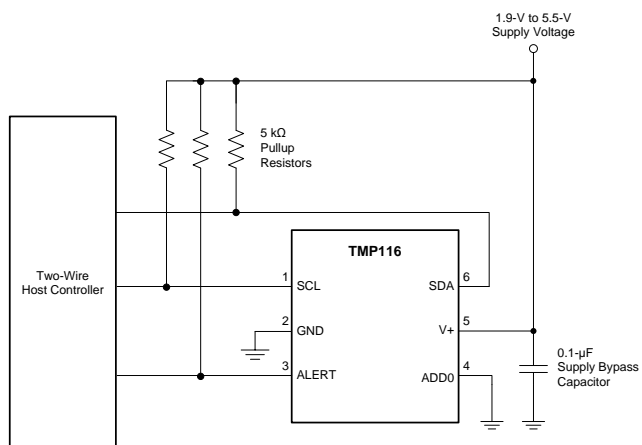 1.9-V to 5.5-V
Supply Voltage
5 kΩ
Pullup
Resistors
Two-Wire
Host Controller
TMP116
1
SCL
SDA
6
2
GND
V+
5
3
ALERT
ADD0
4
0.1-µF
Supply Bypass
Capacitor